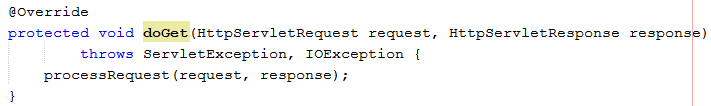 @Override
protected void doGet(HttpServletRequest request, HttpServletResponse response)
        throws ServletException, IOException {
    processRequest(request, response);
}